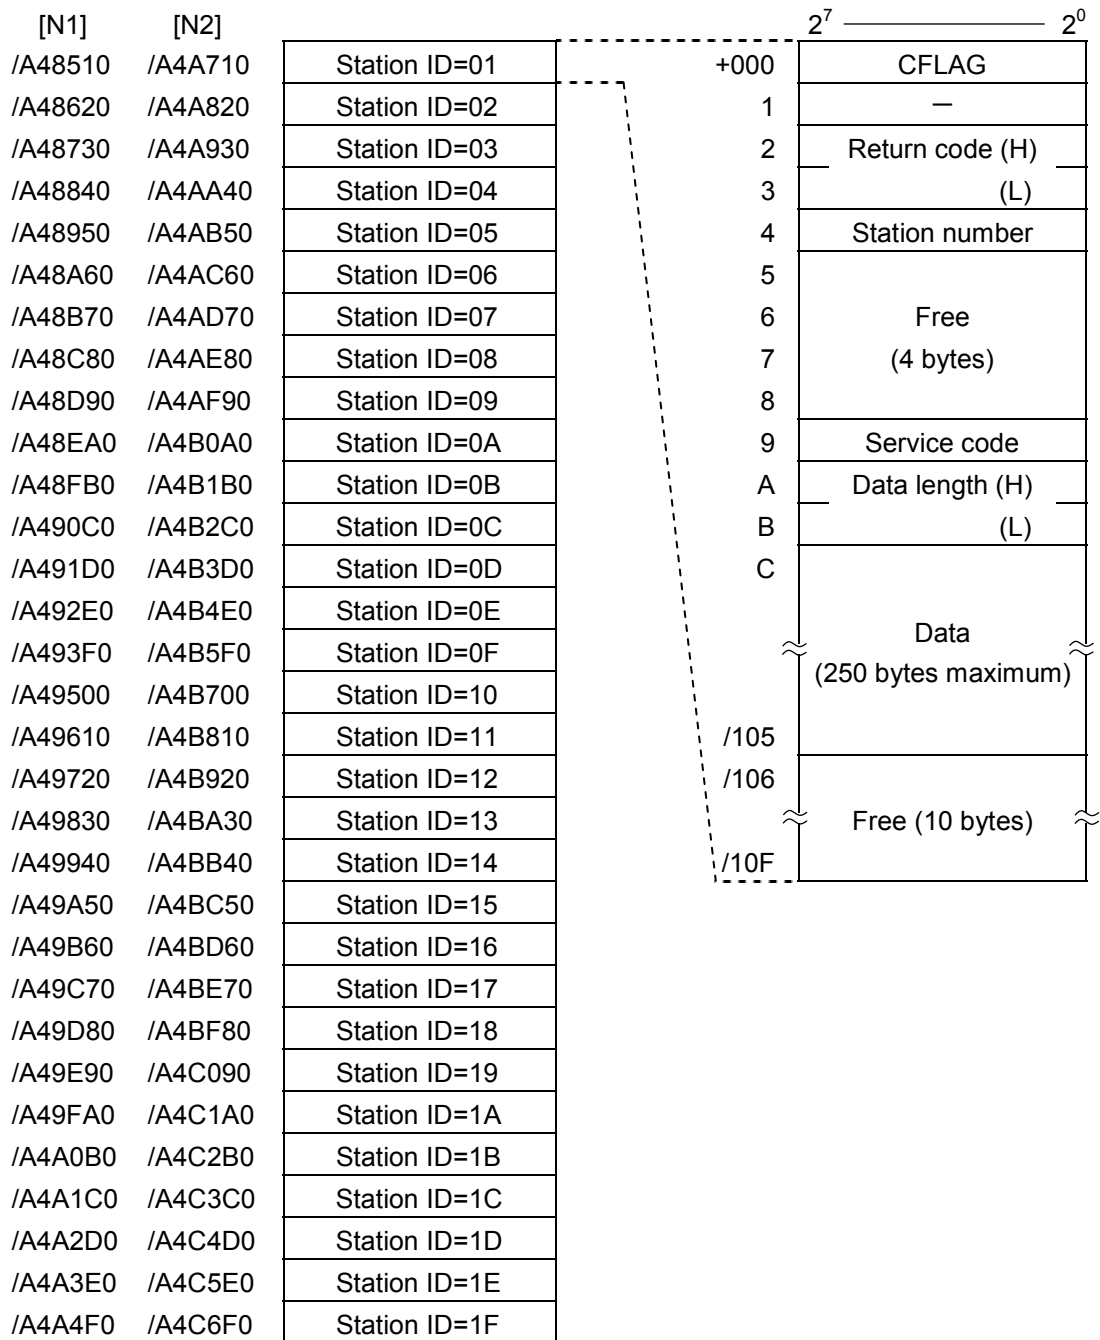 [N1] [N2] 2⁷ 2⁰
/A48510 /A4A710 Station ID=01 +000 CFLAG
/A48620 /A4A820 Station ID=02 1 —
/A48730 /A4A930 Station ID=03 2 Return code (H)
/A48840 /A4AA40 Station ID=04 3 (L)
/A48950 /A4AB50 Station ID=05 4 Station number
/A48A60 /A4AC60 Station ID=06 5
/A48B70 /A4AD70 Station ID=07 6 Free
/A48C80 /A4AE80 Station ID=08 7 (4 bytes)
/A48D90 /A4AF90 Station ID=09 8
/A48EA0 /A4B0A0 Station ID=0A 9 Service code
/A48FB0 /A4B1B0 Station ID=0B A Data length (H)
/A490C0 /A4B2C0 Station ID=0C B (L)
/A491D0 /A4B3D0 Station ID=0D C
/A492E0 /A4B4E0 Station ID=0E
Data
/A493F0 /A4B5F0 Station ID=0F
(250 bytes maximum)
/A49500 /A4B700 Station ID=10
/A49610 /A4B810 Station ID=11 /105
/A49720 /A4B920 Station ID=12 /106
/A49830 /A4BA30 Station ID=13 Free (10 bytes)
/A49940 /A4BB40 Station ID=14 /10F
/A49A50 /A4BC50 Station ID=15
/A49B60 /A4BD60 Station ID=16
/A49C70 /A4BE70 Station ID=17
/A49D80 /A4BF80 Station ID=18
/A49E90 /A4C090 Station ID=19
/A49FA0 /A4C1A0 Station ID=1A
/A4A0B0 /A4C2B0 Station ID=1B
/A4A1C0 /A4C3C0 Station ID=1C
/A4A2D0 /A4C4D0 Station ID=1D
/A4A3E0 /A4C5E0 Station ID=1E
/A4A4F0 /A4C6F0 Station ID=1F